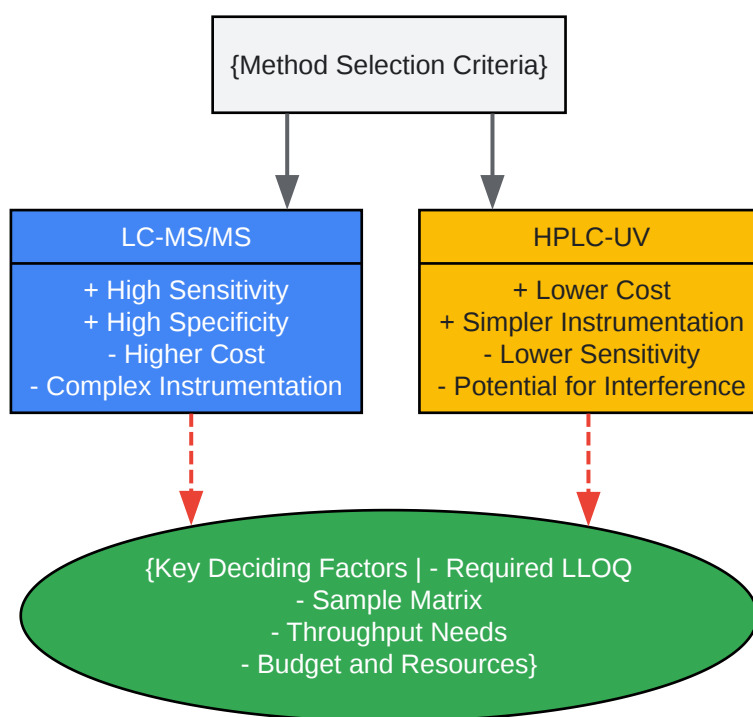 {Method Selection Criteria}
LC-MS/MS
+ High Sensitivity
+ High Specificity
- Higher Cost
- Complex Instrumentation
HPLC-UV
+ Lower Cost
+ Simpler Instrumentation
- Lower Sensitivity
- Potential for Interference
{Key Deciding Factors | - Required LLOQ
- Sample Matrix
- Throughput Needs
- Budget and Resources}